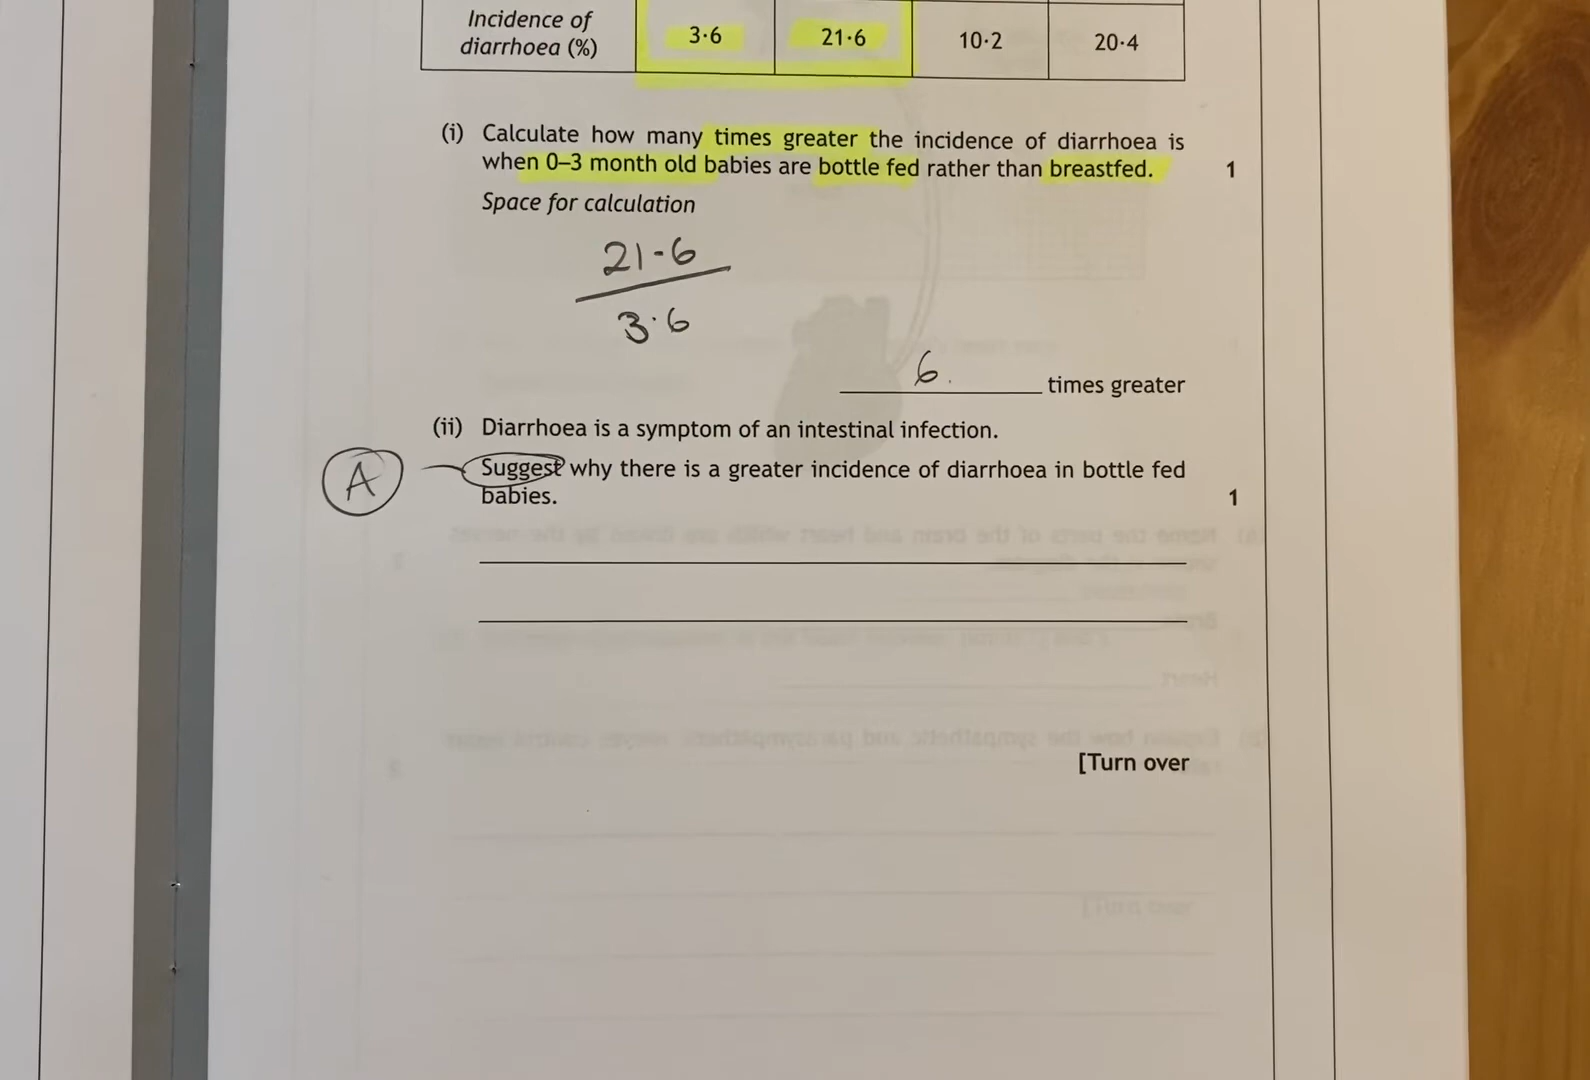 Incidence of
diarrhoea (%) 3·6 21·6 10·2 20·4
(i) Calculate how many times greater the incidence of diarrhoea is
when 0–3 month old babies are bottle fed rather than breastfed. 1
Space for calculation
21·6
3·6
6. times greater
(ii) Diarrhoea is a symptom of an intestinal infection.
A Suggest why there is a greater incidence of diarrhoea in bottle fed
babies. 1
[Turn over